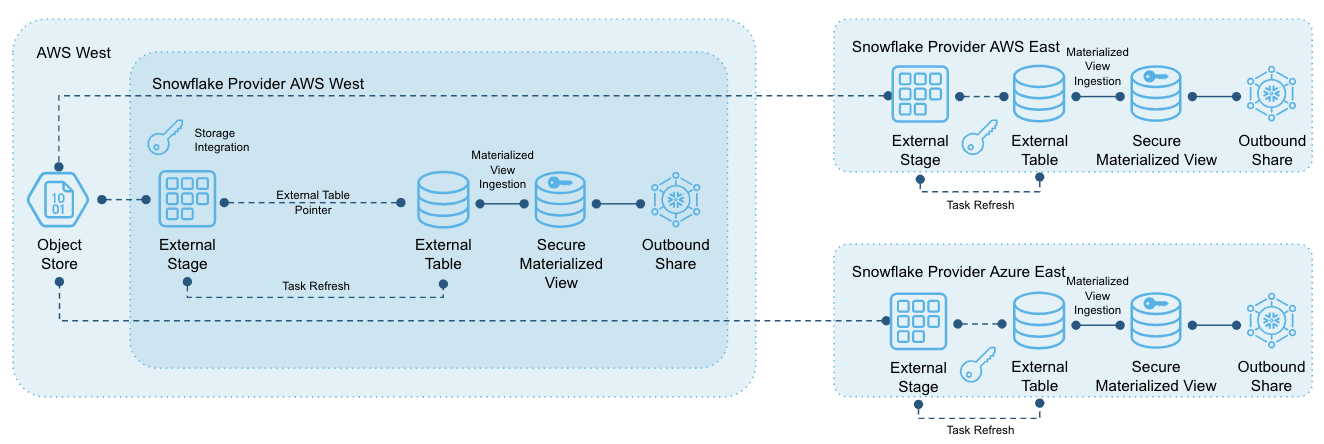 AWS West
Snowflake Provider AWS West
Storage
Integration
10
01
Object
Store
External
Stage
External Table
Pointer
External
Table
Materialized
View
Ingestion
Secure
Materialized
View
Outbound
Share
Task Refresh
Snowflake Provider AWS East
Materialized
View
Ingestion
External
Stage
External
Table
Secure
Materialized View
Outbound
Share
Task Refresh
Snowflake Provider Azure East
Materialized
View
Ingestion
External
Stage
External
Table
Secure
Materialized View
Outbound
Share
Task Refresh